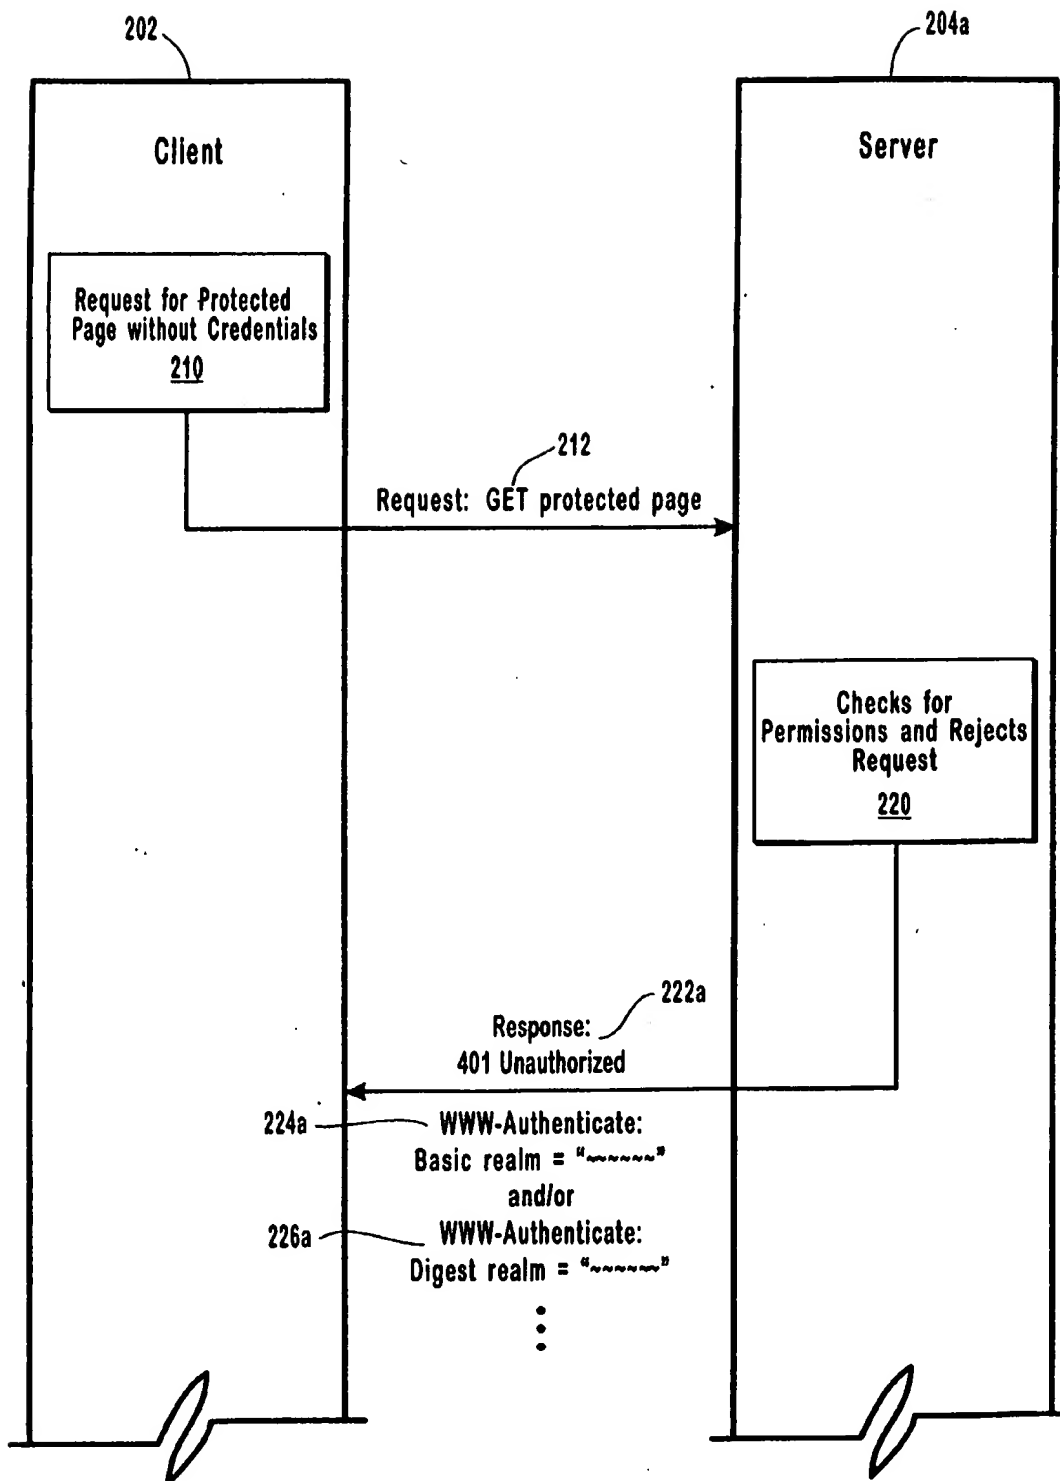 202
204a
Client
Server
Request for Protected
Page without Credentials
210
212
Request: GET protected page
Checks for
Permissions and Rejects
Request
220
222a
Response:
401 Unauthorized
224a
WWW-Authenticate:
Basic realm = "~~~~~~"
and/or
226a
WWW-Authenticate:
Digest realm = "~~~~~~"